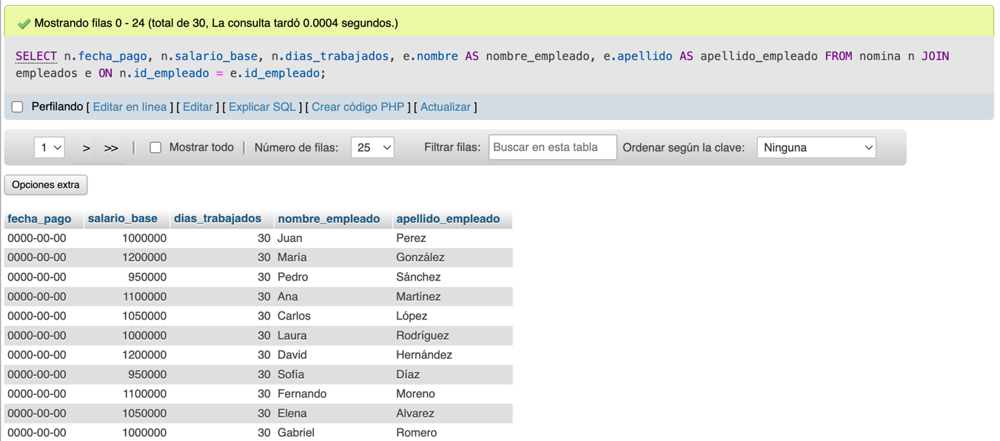 Mostrando filas 0 - 24 (total de 30, La consulta tardó 0.0004 segundos.)
SELECT n.fecha_pago, n.salario_base, n.dias_trabajados, e.nombre AS nombre_empleado, e.apellido AS apellido_empleado FROM nomina n JOIN
empleados e ON n.id_empleado = e.id_empleado;
Perfilando [ Editar en línea ] [ Editar ] [ Explicar SQL ] [ Crear código PHP ] [ Actualizar ]
1 > >> | Mostrar todo | Número de filas: 25 Filtrar filas: Buscar en esta tabla Ordenar según la clave: Ninguna
Opciones extra
fecha_pago salario_base dias_trabajados nombre_empleado apellido_empleado
0000-00-00 1000000 30 Juan Perez
0000-00-00 1200000 30 María González
0000-00-00 950000 30 Pedro Sánchez
0000-00-00 1100000 30 Ana Martínez
0000-00-00 1050000 30 Carlos López
0000-00-00 1000000 30 Laura Rodríguez
0000-00-00 1200000 30 David Hernández
0000-00-00 950000 30 Sofía Díaz
0000-00-00 1100000 30 Fernando Moreno
0000-00-00 1050000 30 Elena Alvarez
0000-00-00 1000000 30 Gabriel Romero